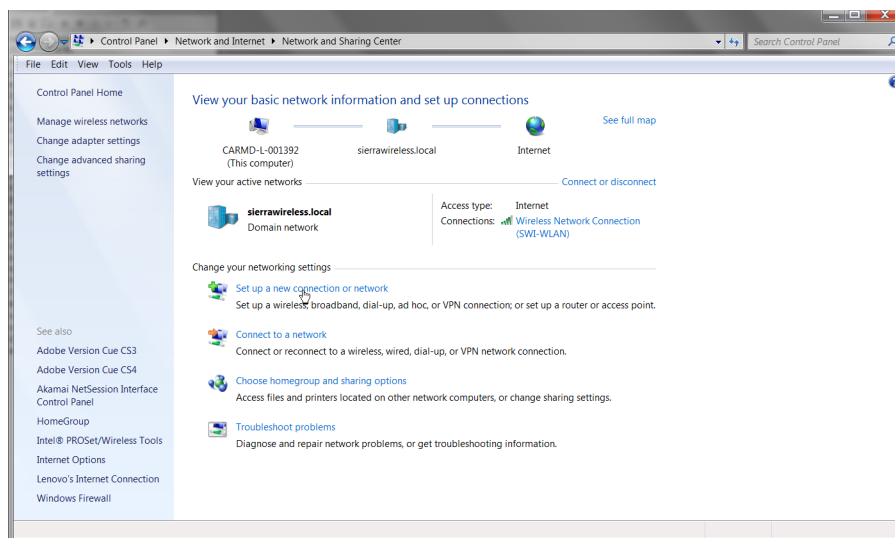 Control Panel ▸ Network and Internet ▸ Network and Sharing Center
Search Control Panel
File Edit View Tools Help
Control Panel Home
Manage wireless networks
Change adapter settings
Change advanced sharing
settings
See also
Adobe Version Cue CS3
Adobe Version Cue CS4
Akamai NetSession Interface
Control Panel
HomeGroup
Intel® PROSet/Wireless Tools
Internet Options
Lenovo's Internet Connection
Windows Firewall
View your basic network information and set up connections
See full map
CARMD-L-001392
(This computer)
sierrawireless.local
Internet
View your active networks
Connect or disconnect
sierrawireless.local
Domain network
Access type: Internet
Connections: Wireless Network Connection
(SWI-WLAN)
Change your networking settings
Set up a new connection or network
Set up a wireless, broadband, dial-up, ad hoc, or VPN connection; or set up a router or access point.
Connect to a network
Connect or reconnect to a wireless, wired, dial-up, or VPN network connection.
Choose homegroup and sharing options
Access files and printers located on other network computers, or change sharing settings.
Troubleshoot problems
Diagnose and repair network problems, or get troubleshooting information.